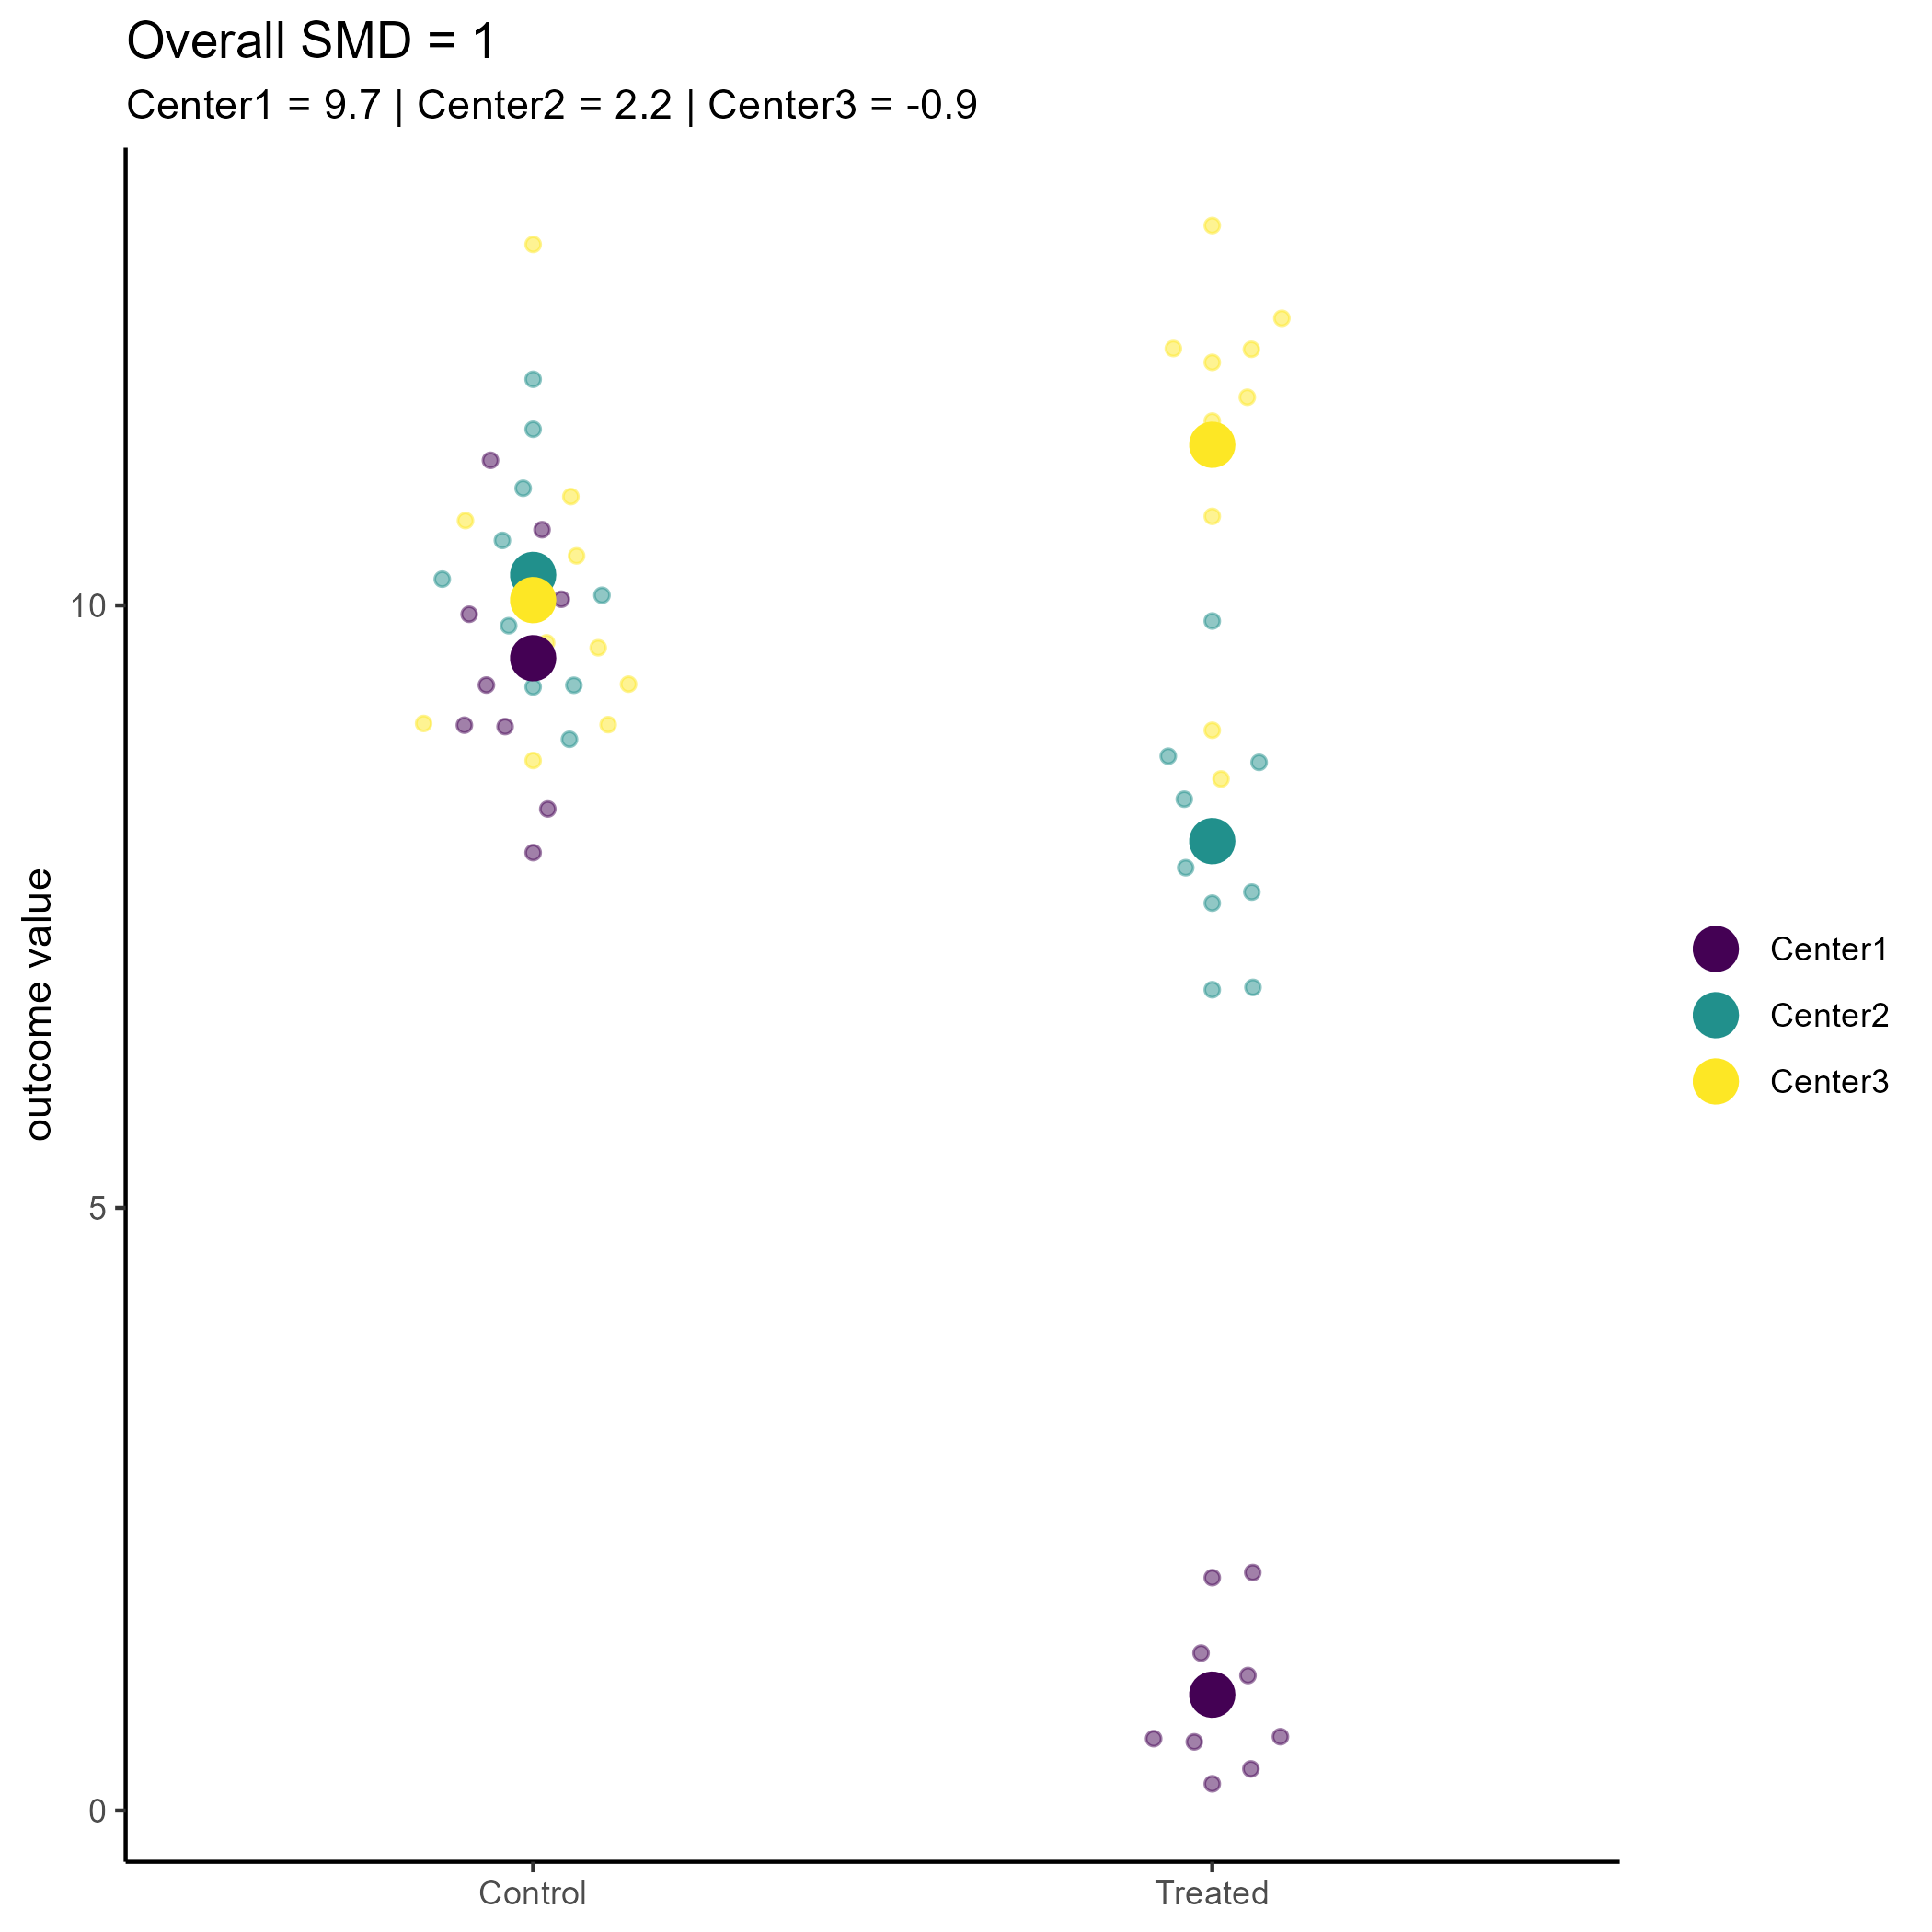 Overall SMD = 1
Center1 = 9.7 | Center2 = 2.2 | Center3 = -0.9
outcome value
10
5
0
Control
Treated
Center1
Center2
Center3